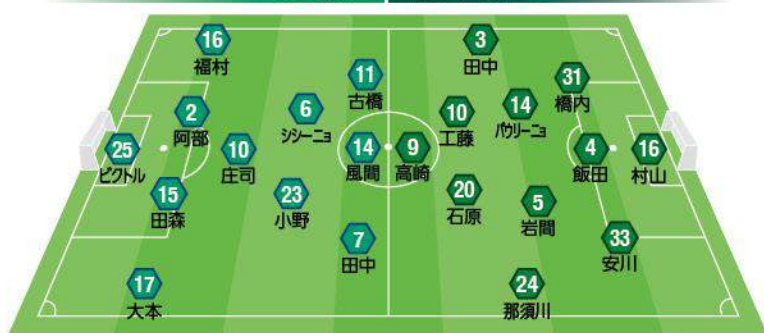 16
福村
3
田中
11
古橋
31
橋内
2
阿部
6
シシーニョ
10
工藤
14
パウリーニョ
25
ビクトル
10
庄司
14
風間
9
高崎
4
飯田
16
村山
15
田森
23
小野
20
石原
5
岩間
7
田中
33
安川
17
大本
24
那須川